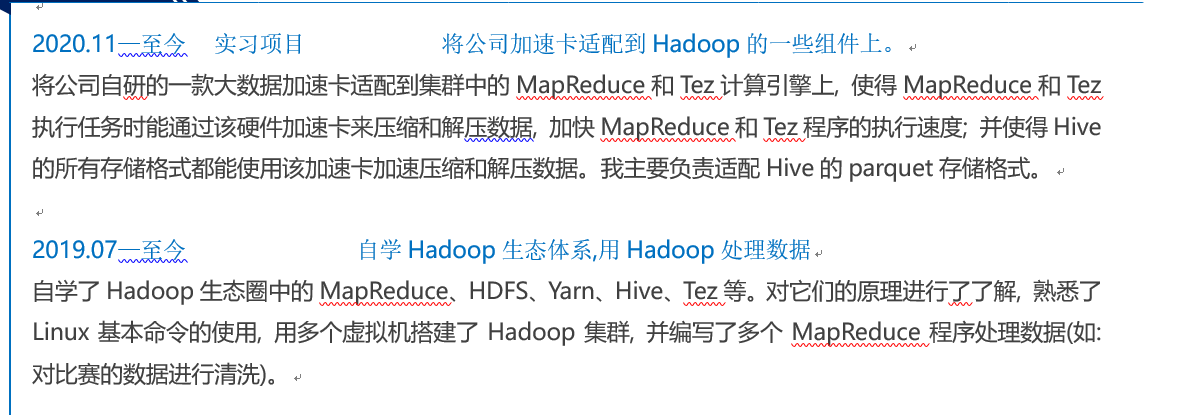 2020.11—至今 实习项目 将公司加速卡适配到 Hadoop 的一些组件上。
将公司自研的一款大数据加速卡适配到集群中的 MapReduce 和 Tez 计算引擎上, 使得 MapReduce 和 Tez
执行任务时能通过该硬件加速卡来压缩和解压数据, 加快 MapReduce 和 Tez 程序的执行速度; 并使得 Hive
的所有存储格式都能使用该加速卡加速压缩和解压数据。我主要负责适配 Hive 的 parquet 存储格式。
2019.07—至今 自学 Hadoop 生态体系,用 Hadoop 处理数据
自学了 Hadoop 生态圈中的 MapReduce、HDFS、Yarn、Hive、Tez 等。对它们的原理进行了了解, 熟悉了
Linux 基本命令的使用, 用多个虚拟机搭建了 Hadoop 集群, 并编写了多个 MapReduce 程序处理数据(如:
对比赛的数据进行清洗)。